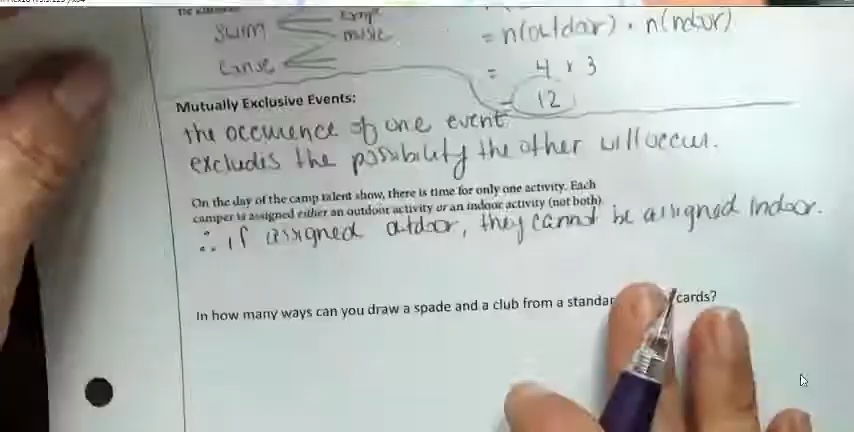 swim
music
canoe
= n(outdoor) · n(indoor)
= 4 x 3
= 12
Mutually Exclusive Events:
the occurence of one event
excludes the possibility the other will occur.
On the day of the camp talent show, there is time for only one activity. Each
camper is assigned either an outdoor activity or an indoor activity (not both).
∴ if assigned outdoor, they cannot be assigned indoor.
In how many ways can you draw a spade and a club from a cards?